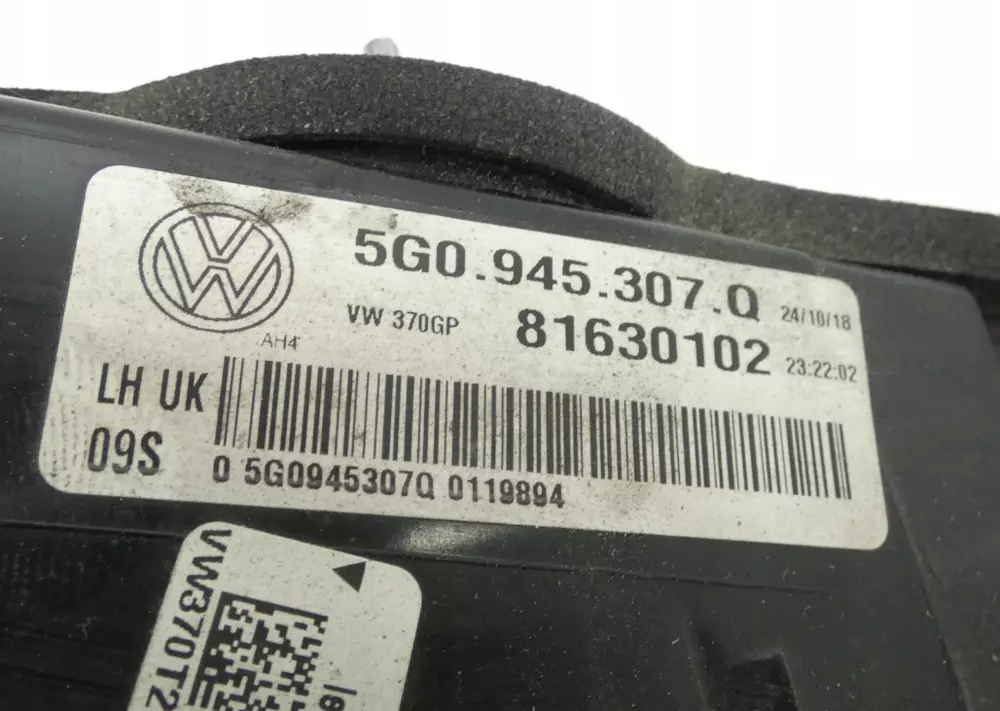 5G0.945.307.Q 24/10/18
VW 370GP 81630102 23:22:02
AH4
LH UK
09S
0 5G0945307Q 0119894
VW370T2